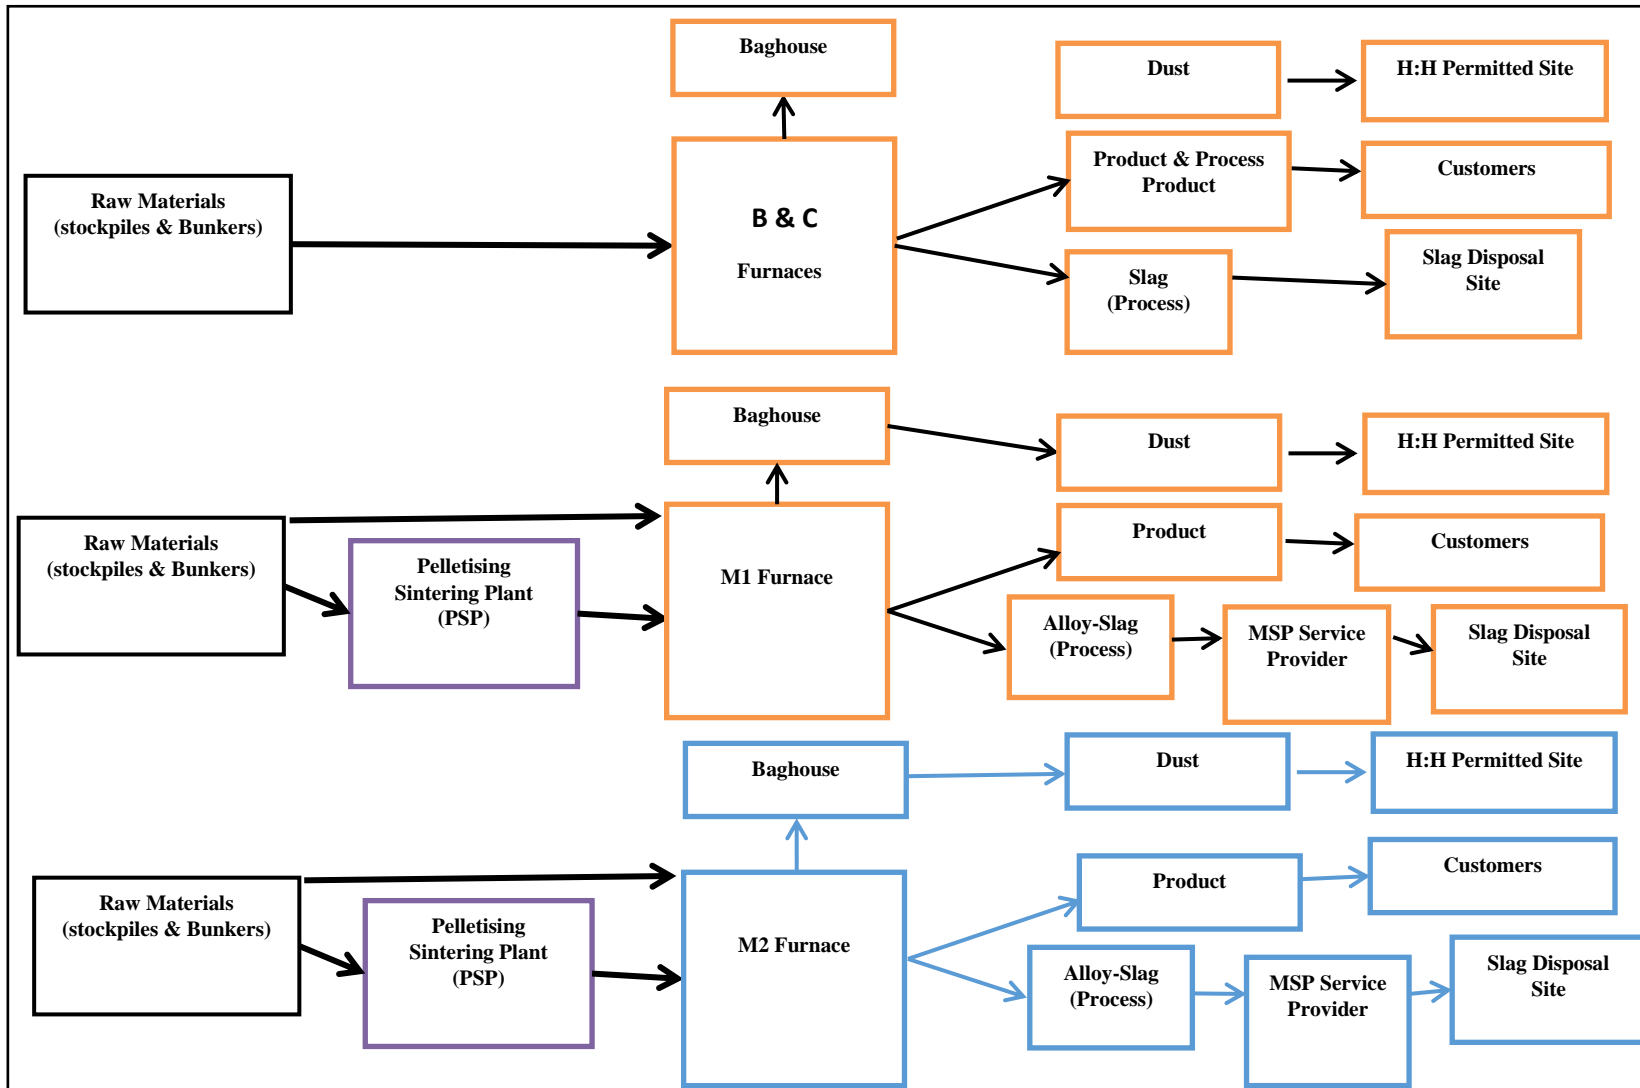 Baghouse
Dust
H:H Permitted Site
Raw Materials
(stockpiles & Bunkers)
B & C
Furnaces
Product & Process
Product
Customers
Slag
(Process)
Slag Disposal
Site
Baghouse
Dust
H:H Permitted Site
Raw Materials
(stockpiles & Bunkers)
Pelletising
Sintering Plant
(PSP)
M1 Furnace
Product
Customers
Alloy-Slag
(Process)
MSP Service
Provider
Slag Disposal
Site
Baghouse
Dust
H:H Permitted Site
Raw Materials
(stockpiles & Bunkers)
Pelletising
Sintering Plant
(PSP)
M2 Furnace
Product
Customers
Alloy-Slag
(Process)
MSP Service
Provider
Slag Disposal
Site